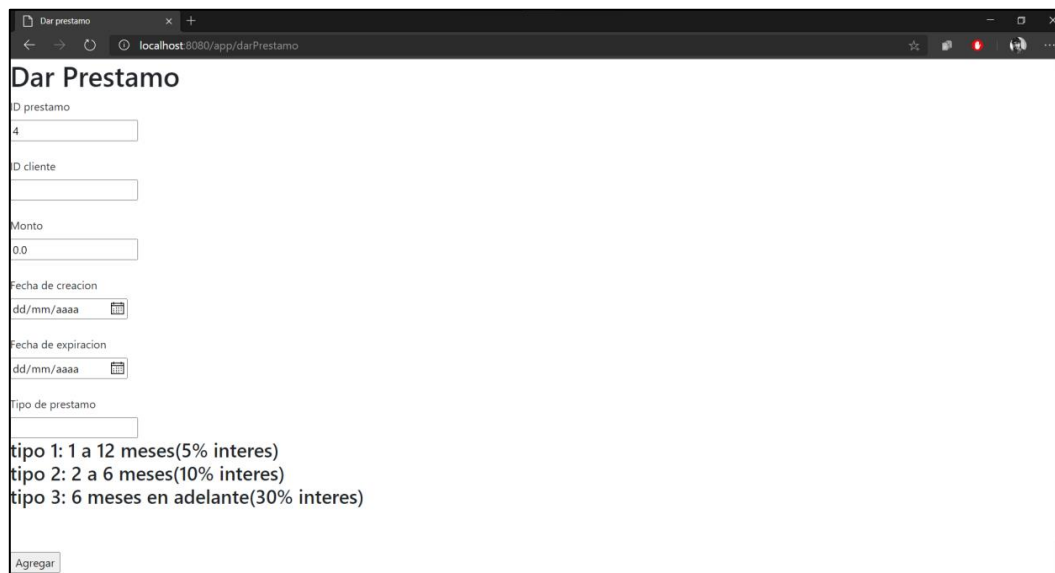 Dar prestamo
localhost:8080/app/darPrestamo
Dar Prestamo
ID prestamo
4
ID cliente
Monto
0.0
Fecha de creacion
dd/mm/aaaa
Fecha de expiracion
dd/mm/aaaa
Tipo de prestamo
tipo 1: 1 a 12 meses(5% interes)
tipo 2: 2 a 6 meses(10% interes)
tipo 3: 6 meses en adelante(30% interes)
Agregar